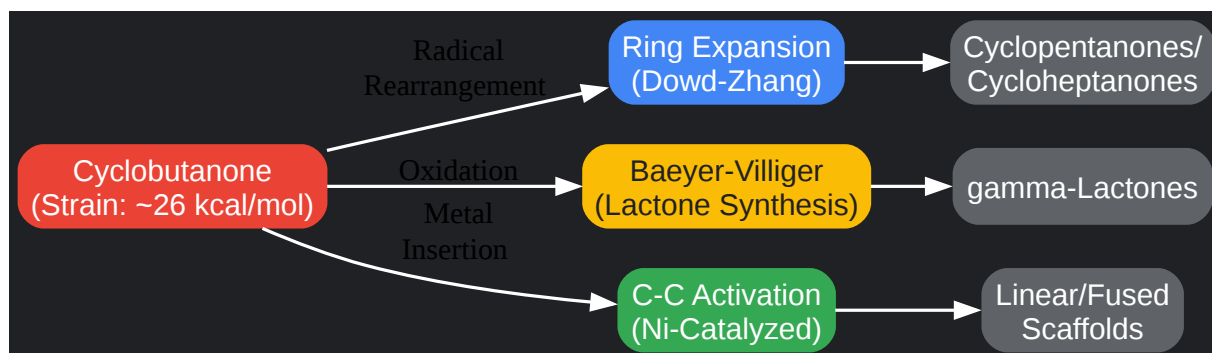 Radical
Rearrangement
Ring Expansion
(Dowd-Zhang)
Cyclopentanones/
Cycloheptanones
Cyclobutanone
(Strain: ~26 kcal/mol)
Oxidation
Baeyer-Villiger
(Lactone Synthesis)
gamma-Lactones
Metal
Insertion
C-C Activation
(Ni-Catalyzed)
Linear/Fused
Scaffolds